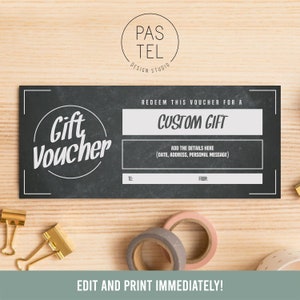 PAS
TEL
DESIGN STUDIO
REDEEM THIS VOUCHER FOR A
CUSTOM GIFT
Gift
Voucher
ADD THE DETAILS HERE
(DATE, ADDRESS, PERSONAL MESSAGE)
TO: FROM:
EDIT AND PRINT IMMEDIATELY!